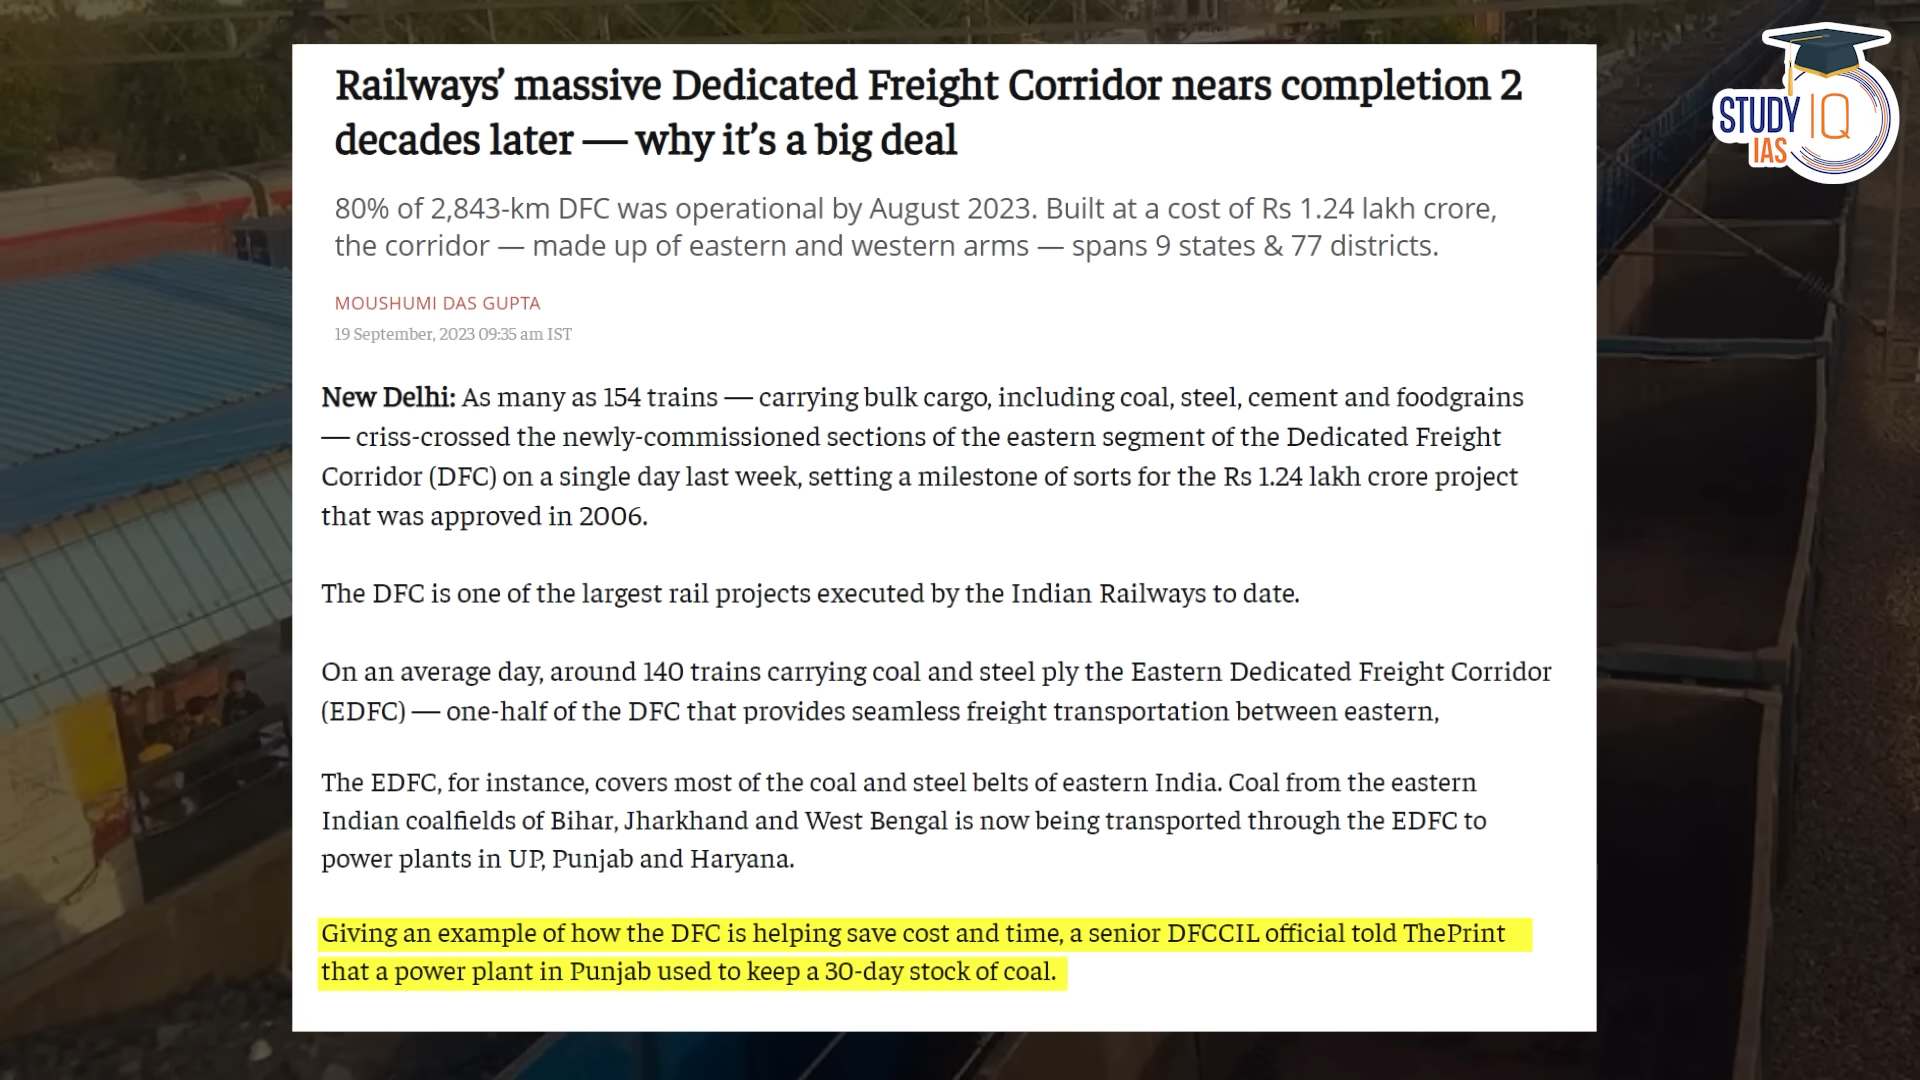 Railways’ massive Dedicated Freight Corridor nears completion 2
decades later — why it’s a big deal
80% of 2,843-km DFC was operational by August 2023. Built at a cost of Rs 1.24 lakh crore,
the corridor — made up of eastern and western arms — spans 9 states & 77 districts.
MOUSHUMI DAS GUPTA
19 September, 2023 09:35 am IST
New Delhi: As many as 154 trains — carrying bulk cargo, including coal, steel, cement and foodgrains
— criss-crossed the newly-commissioned sections of the eastern segment of the Dedicated Freight
Corridor (DFC) on a single day last week, setting a milestone of sorts for the Rs 1.24 lakh crore project
that was approved in 2006.
The DFC is one of the largest rail projects executed by the Indian Railways to date.
On an average day, around 140 trains carrying coal and steel ply the Eastern Dedicated Freight Corridor
(EDFC) — one-half of the DFC that provides seamless freight transportation between eastern,
The EDFC, for instance, covers most of the coal and steel belts of eastern India. Coal from the eastern
Indian coalfields of Bihar, Jharkhand and West Bengal is now being transported through the EDFC to
power plants in UP, Punjab and Haryana.
Giving an example of how the DFC is helping save cost and time, a senior DFCCIL official told ThePrint
that a power plant in Punjab used to keep a 30-day stock of coal.
STUDY IQ
IAS